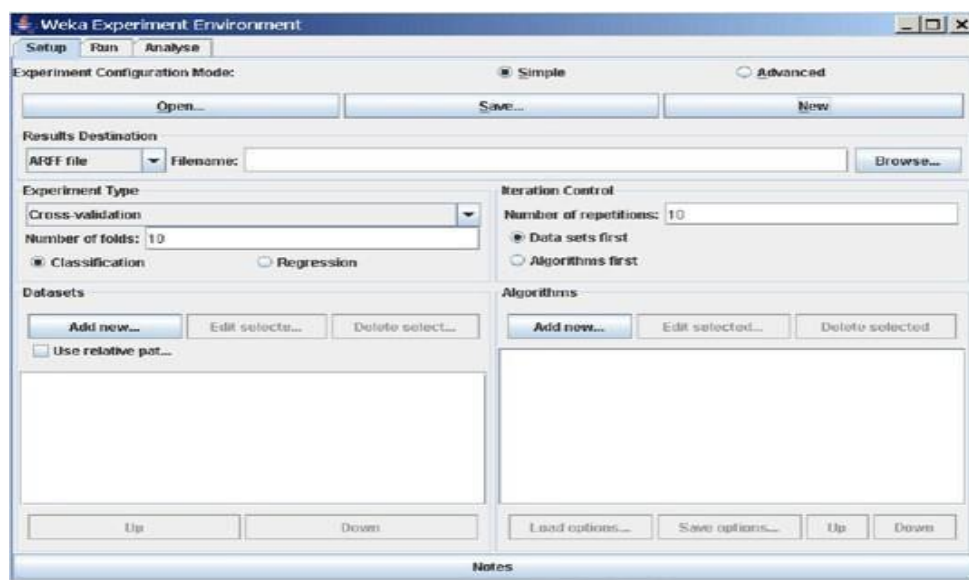 Weka Experiment Environment
Setup Run Analyse
Experiment Configuration Mode: Simple Advanced
Open... Save... New
Results Destination
ARFF file Filename: Browse...
Experiment Type Iteration Control
Cross-validation Number of repetitions: 10
Number of folds: 10 Data sets first
Classification Regression Algorithms first
Datasets Algorithms
Add new... Edit selecte... Delete select... Add new... Edit selected... Delete selected
Use relative pat...
Up Down Load options... Save options... Up Down
Notes